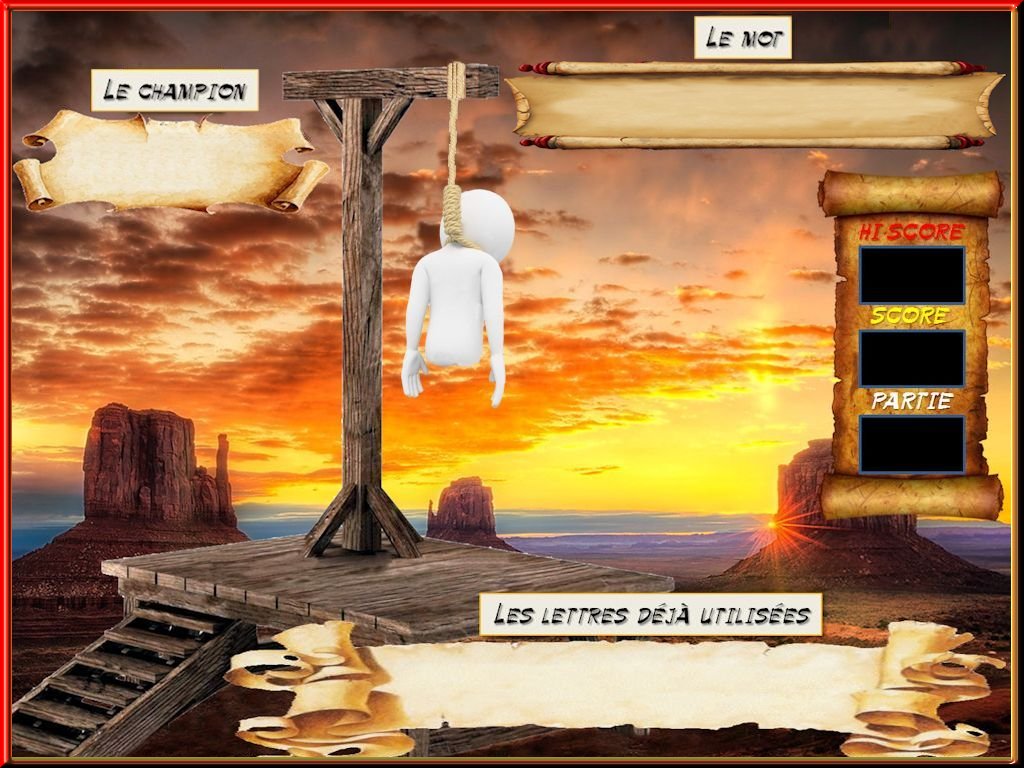 LE MOT
LE CHAMPION
HI-SCORE
SCORE
PARTIE
LES LETTRES DÉJÀ UTILISÉES